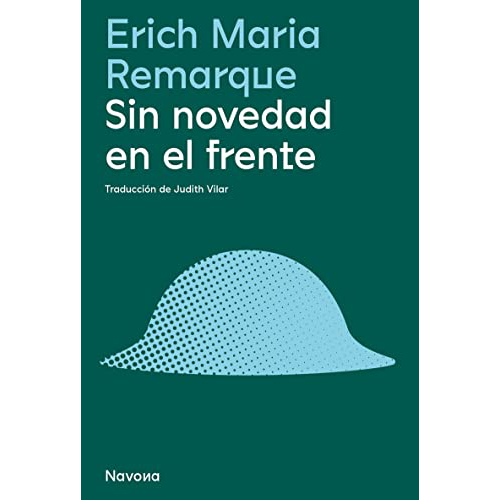 Erich Maria
Remarque
Sin novedad
en el frente
Traducción de Judith Vilar
Navona